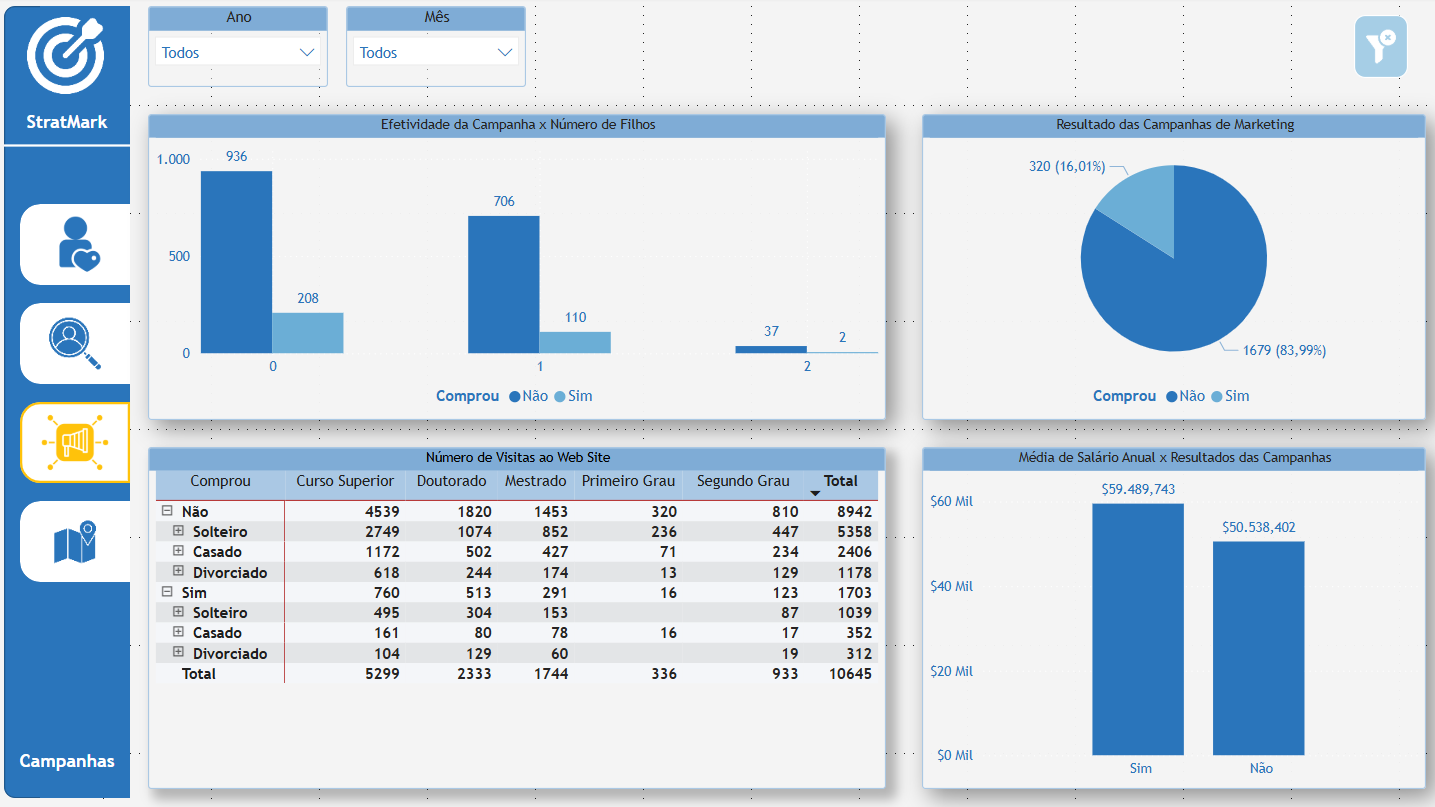 StratMark
Campanhas
Ano
Todos
Mês
Todos
Efetividade da Campanha x Número de Filhos
1.000
500
0
936
208
706
110
37
2
0 1 2
Comprou Não Sim
Resultado das Campanhas de Marketing
320 (16,01%)
1679 (83,99%)
Comprou Não Sim
Número de Visitas ao Web Site
Comprou Curso Superior Doutorado Mestrado Primeiro Grau Segundo Grau Total
Não 4539 1820 1453 320 810 8942
Solteiro 2749 1074 852 236 447 5358
Casado 1172 502 427 71 234 2406
Divorciado 618 244 174 13 129 1178
Sim 760 513 291 16 123 1703
Solteiro 495 304 153 87 1039
Casado 161 80 78 16 17 352
Divorciado 104 129 60 19 312
Total 5299 2333 1744 336 933 10645
Média de Salário Anual x Resultados das Campanhas
$60 Mil
$40 Mil
$20 Mil
$0 Mil
$59.489,743
$50.538,402
Sim Não